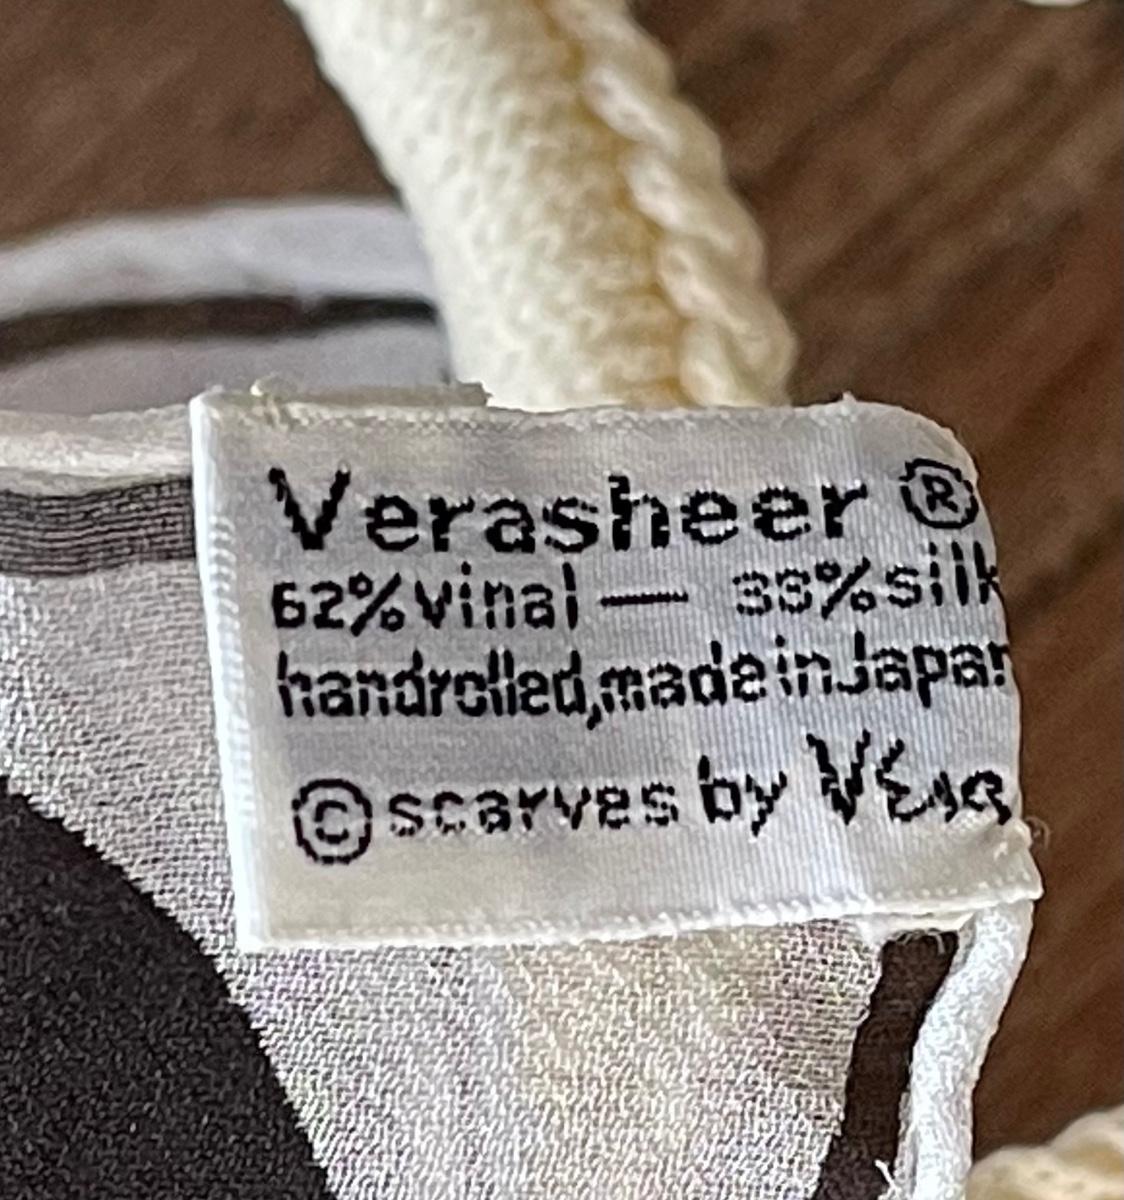 Verasheer ®
62% vinal — 38% silk
handrolled, made in Japan
© scarves by Vera